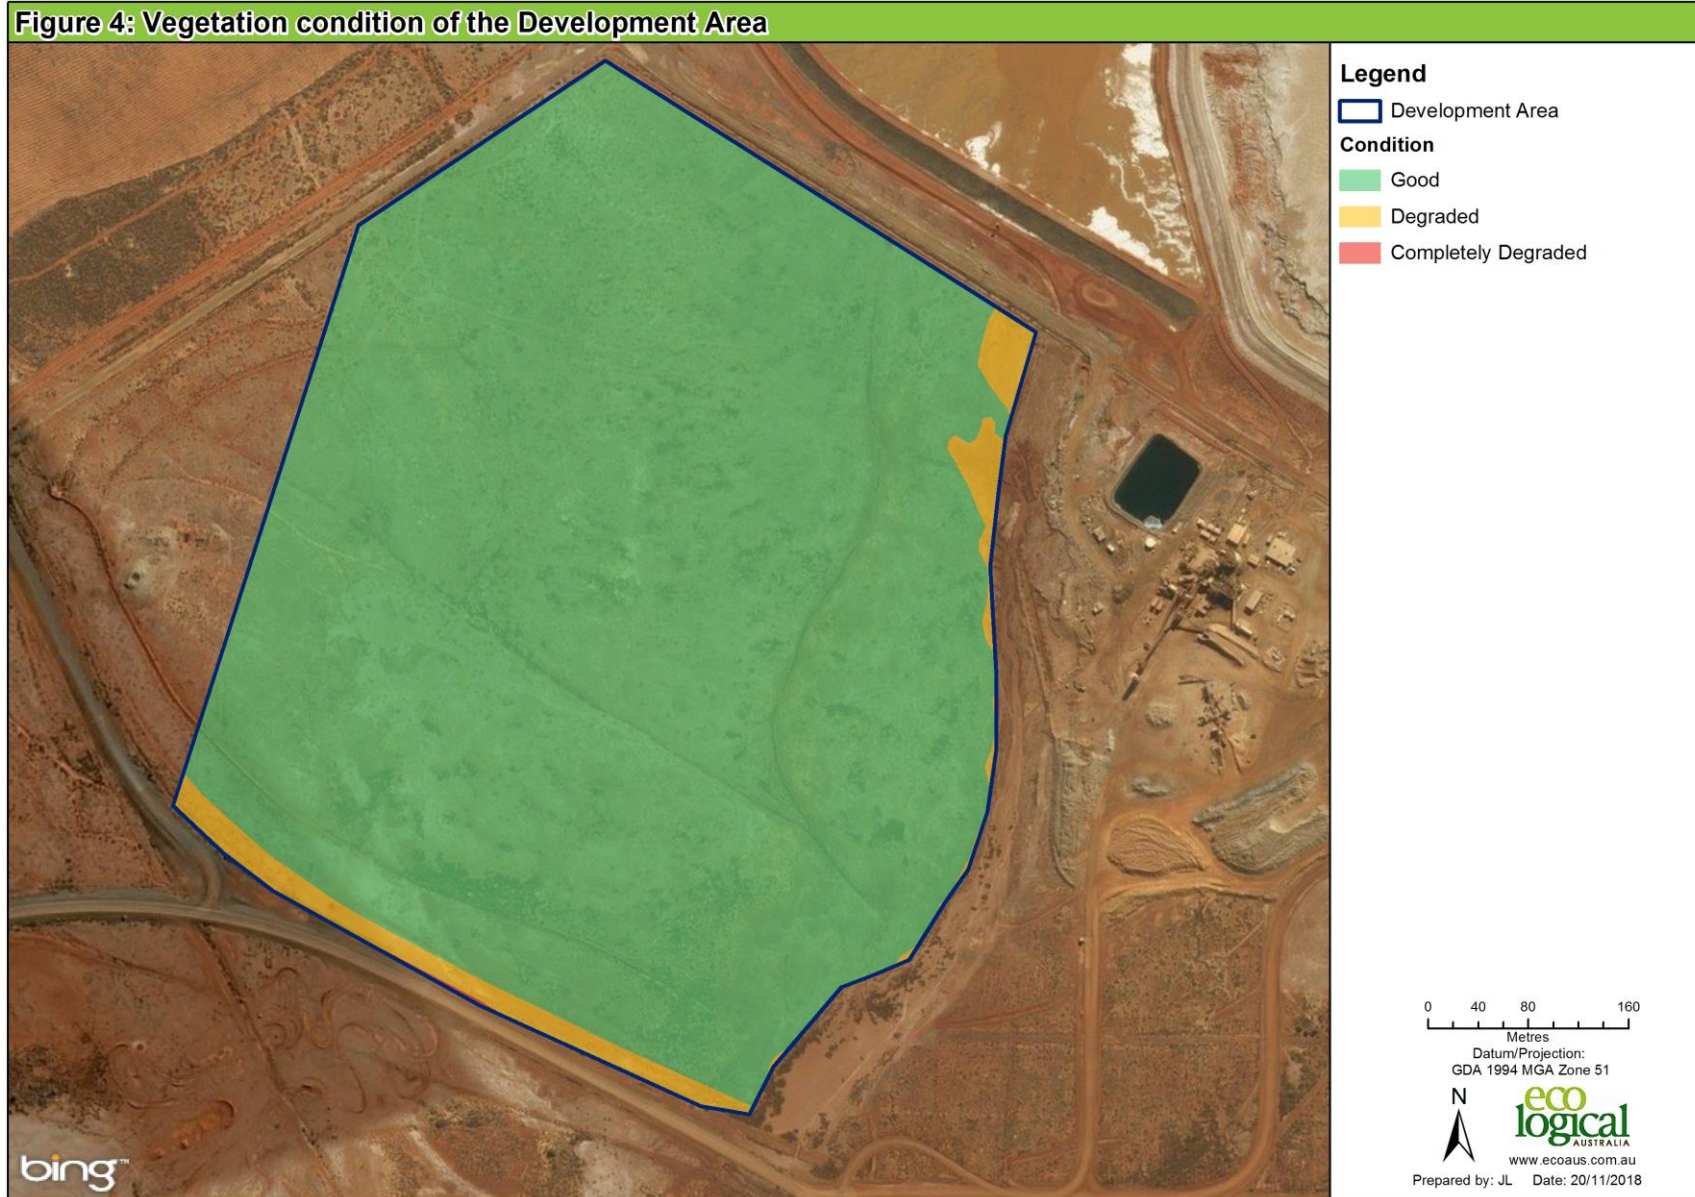 Figure 4: Vegetation condition of the Development Area
Legend
Development Area
Condition
Good
Degraded
Completely Degraded
0 40 80 160
Metres
Datum/Projection:
GDA 1994 MGA Zone 51
N
eco
logical
AUSTRALIA
www.ecoaus.com.au
Prepared by: JL Date: 20/11/2018
bing™